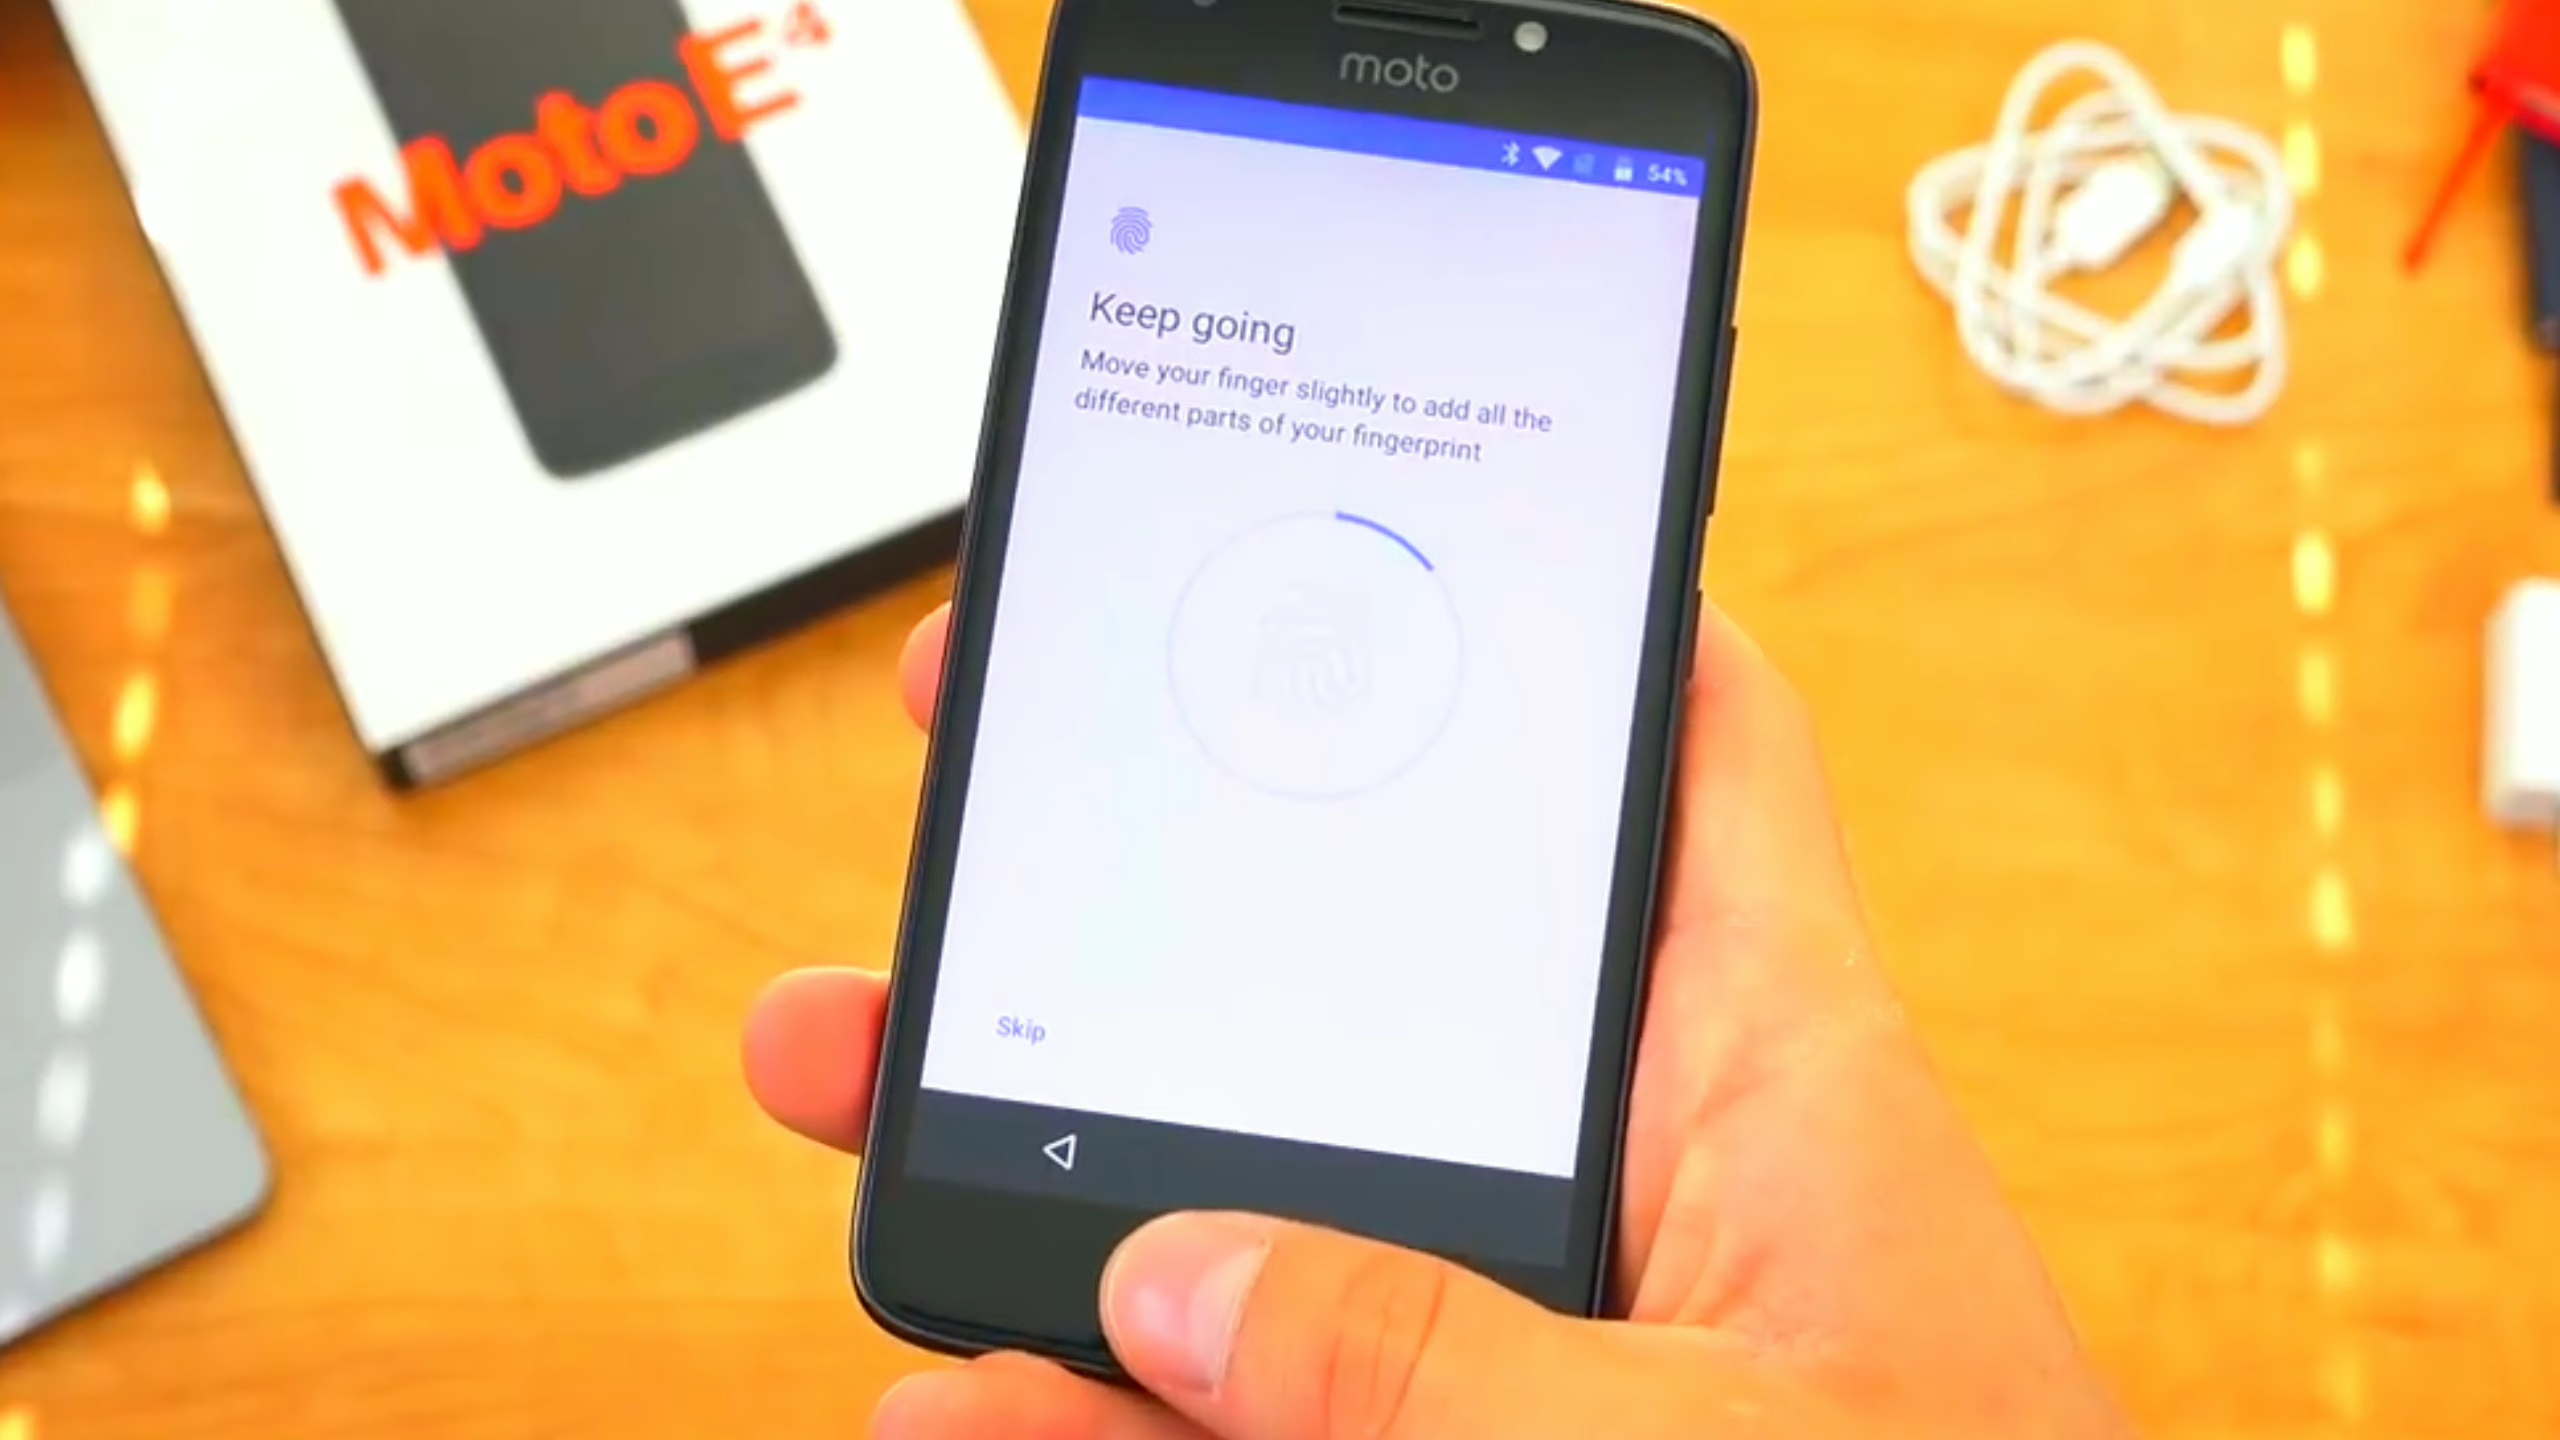 Moto E4
moto
54%
Keep going
Move your finger slightly to add all the
different parts of your fingerprint
Skip